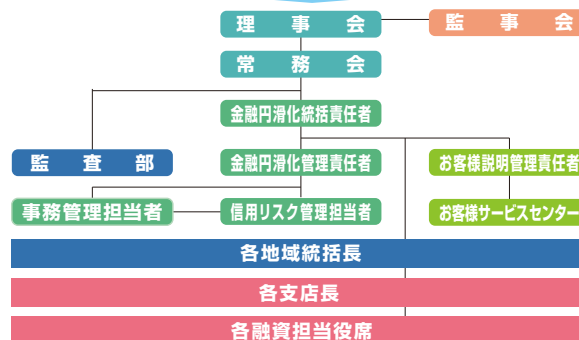 理事会
監事会
常務会
金融円滑化統括責任者
監査部
金融円滑化管理責任者
お客様説明管理責任者
事務管理担当者
信用リスク管理担当者
お客様サービスセンター
各地域統括長
各支店長
各融資担当役席